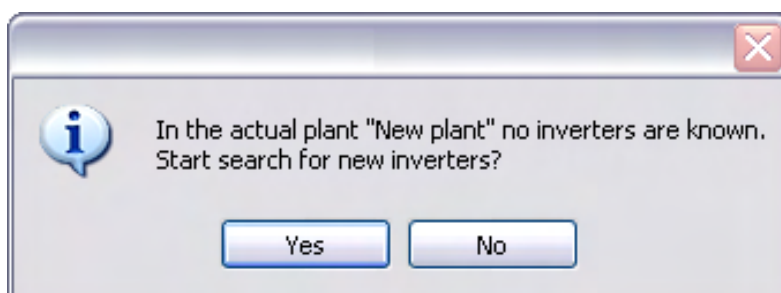 In the actual plant "New plant" no inverters are known.
Start search for new inverters?
Yes
No